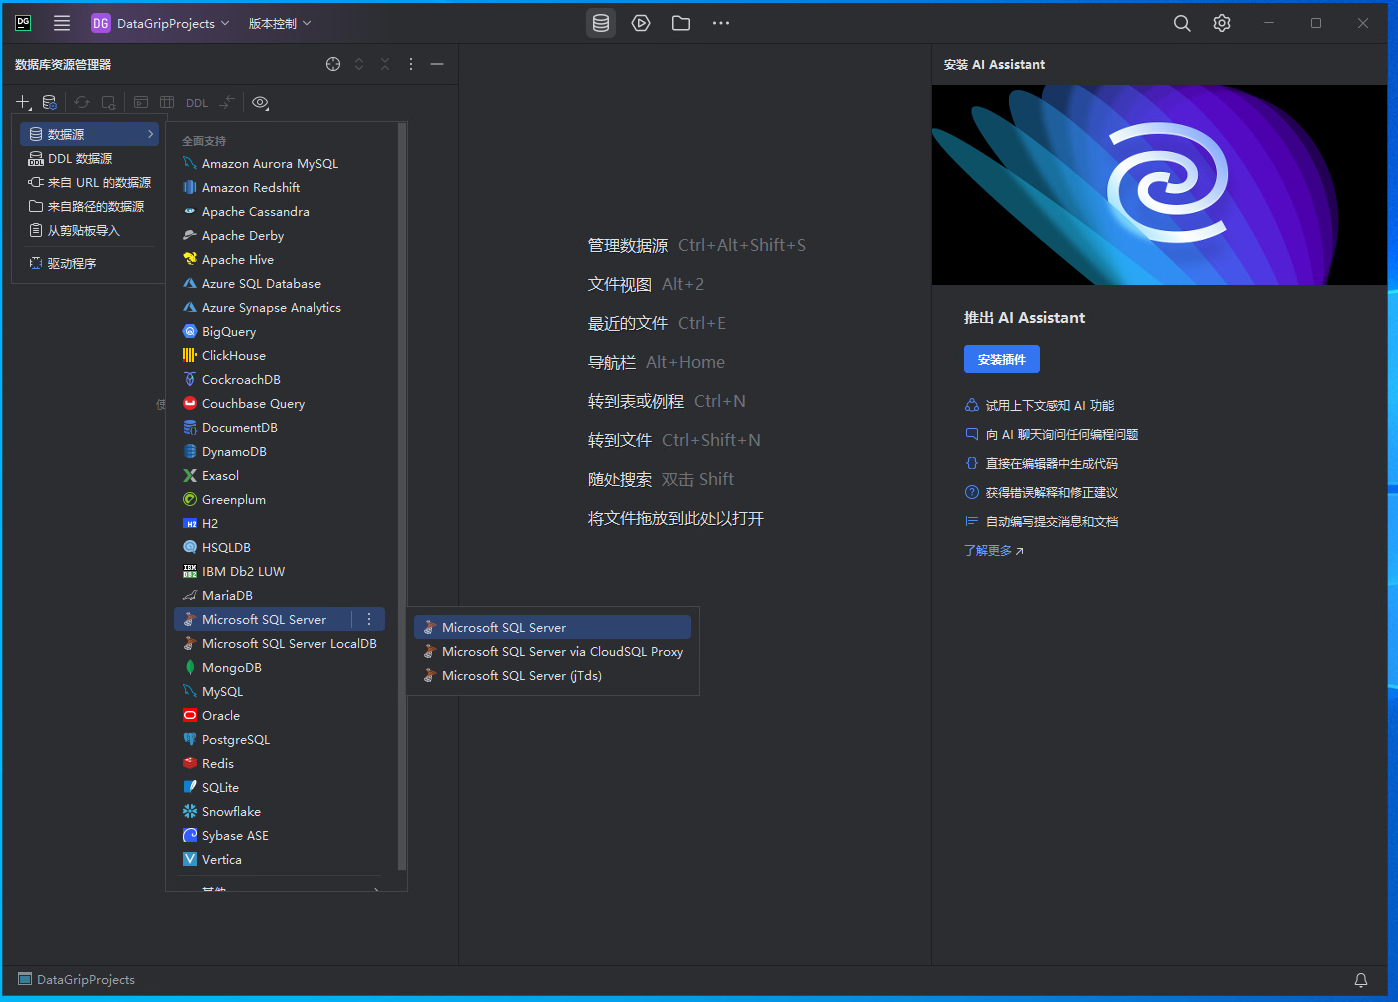 DG
DG DataGripProjects 版本控制
数据库资源管理器
DDL
数据源
DDL 数据源
来自 URL 的数据源
来自路径的数据源
从剪贴板导入
驱动程序
使
全面支持
Amazon Aurora MySQL
Amazon Redshift
Apache Cassandra
Apache Derby
Apache Hive
Azure SQL Database
Azure Synapse Analytics
BigQuery
ClickHouse
CockroachDB
Couchbase Query
DocumentDB
DynamoDB
Exasol
Greenplum
H2
HSQLDB
IBM Db2 LUW
MariaDB
Microsoft SQL Server
Microsoft SQL Server LocalDB
MongoDB
MySQL
Oracle
PostgreSQL
Redis
SQLite
Snowflake
Sybase ASE
Vertica
其他
Microsoft SQL Server
Microsoft SQL Server via CloudSQL Proxy
Microsoft SQL Server (jTds)
管理数据源 Ctrl+Alt+Shift+S
文件视图 Alt+2
最近的文件 Ctrl+E
导航栏 Alt+Home
转到表或例程 Ctrl+N
转到文件 Ctrl+Shift+N
随处搜索 双击 Shift
将文件拖放到此处以打开
安装 AI Assistant
推出 AI Assistant
安装插件
试用上下文感知 AI 功能
向 AI 聊天询问任何编程问题
直接在编辑器中生成代码
获得错误解释和修正建议
自动编写提交消息和文档
了解更多
DataGripProjects